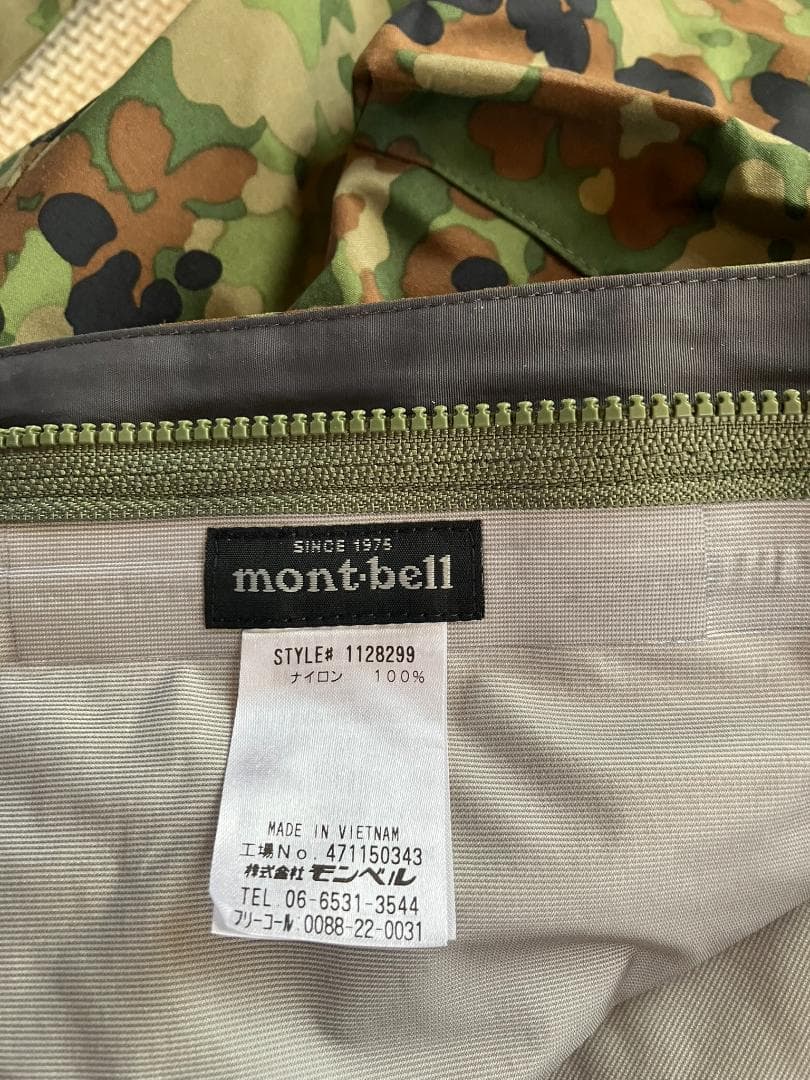 SINCE 1975
mont-bell
STYLE# 1128299
ナイロン 100%
MADE IN VIETNAM
工場No. 471150343
株式会社 モンベル
TEL. 06-6531-3544
フリーコール: 0088-22-0031